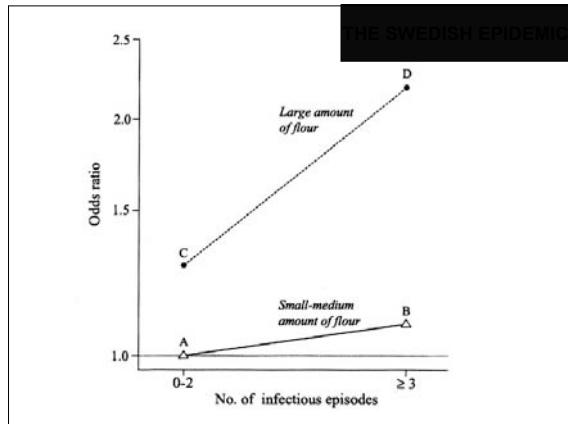 THE SWEDISH EPIDEMIC
2.5
D
Large amount
of flour
2.0
Odds ratio
1.5
C
Small-medium
amount of flour
B
A
1.0
0-2
≥ 3
No. of infectious episodes